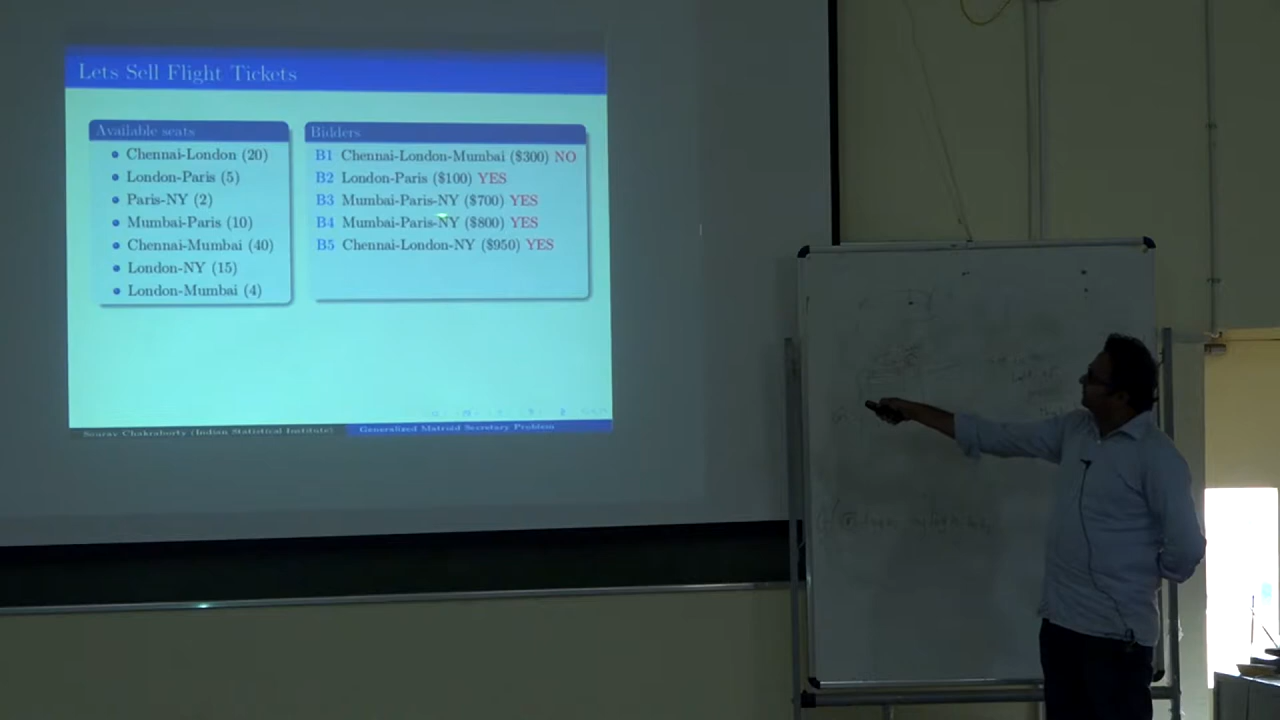 Lets Sell Flight Tickets
Available seats
Chennai-London (20)
London-Paris (5)
Paris-NY (2)
Mumbai-Paris (10)
Chennai-Mumbai (40)
London-NY (15)
London-Mumbai (4)
Bidders
B1 Chennai-London-Mumbai ($300) NO
B2 London-Paris ($100) YES
B3 Mumbai-Paris-NY ($700) YES
B4 Mumbai-Paris-NY ($800) YES
B5 Chennai-London-NY ($950) YES
Sourav Chakraborty (Indian Statistical Institute)
Generalized Matroid Secretary Problem